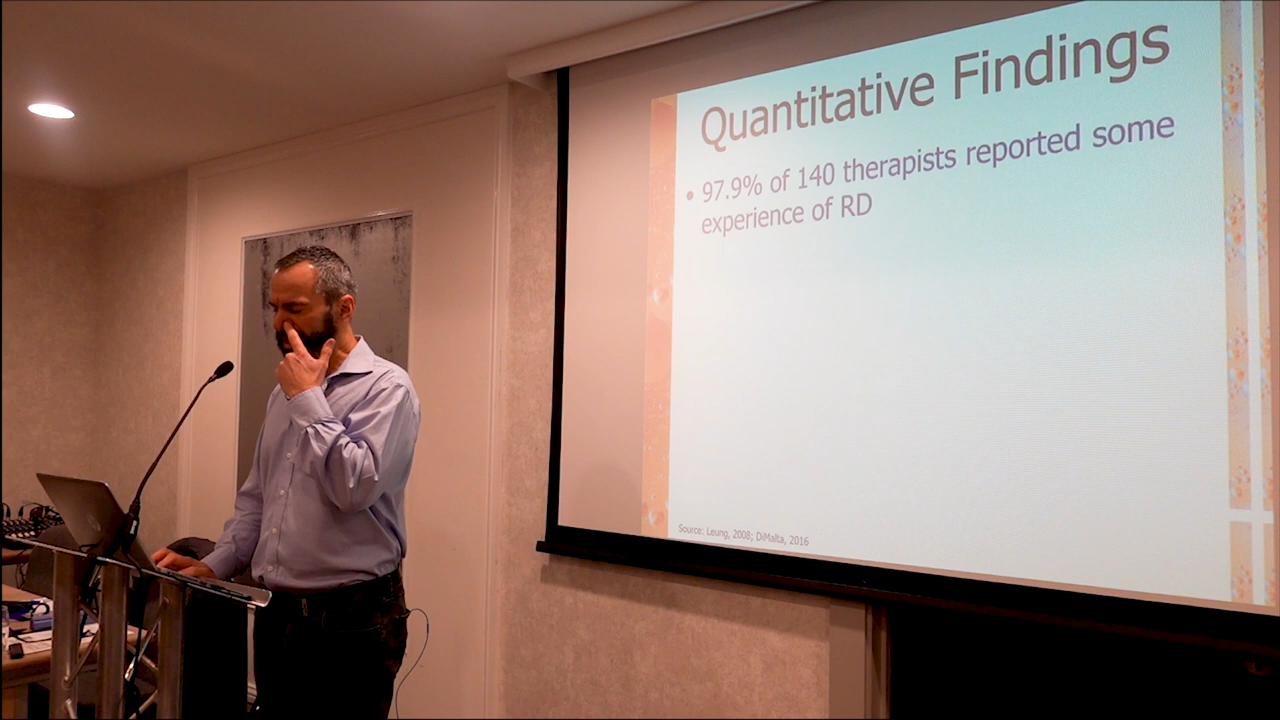 Quantitative Findings
• 97.9% of 140 therapists reported some
experience of RD
Source: Leung, 2008; DiMalta, 2016